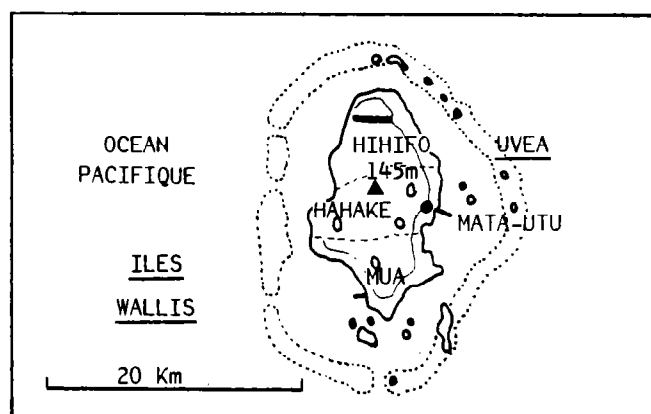 OCEAN
PACIFIQUE
HIHIFO
145m
UVEA
HAHAKE
MATA-UTU
ILES
WALLIS
MUA
20 Km